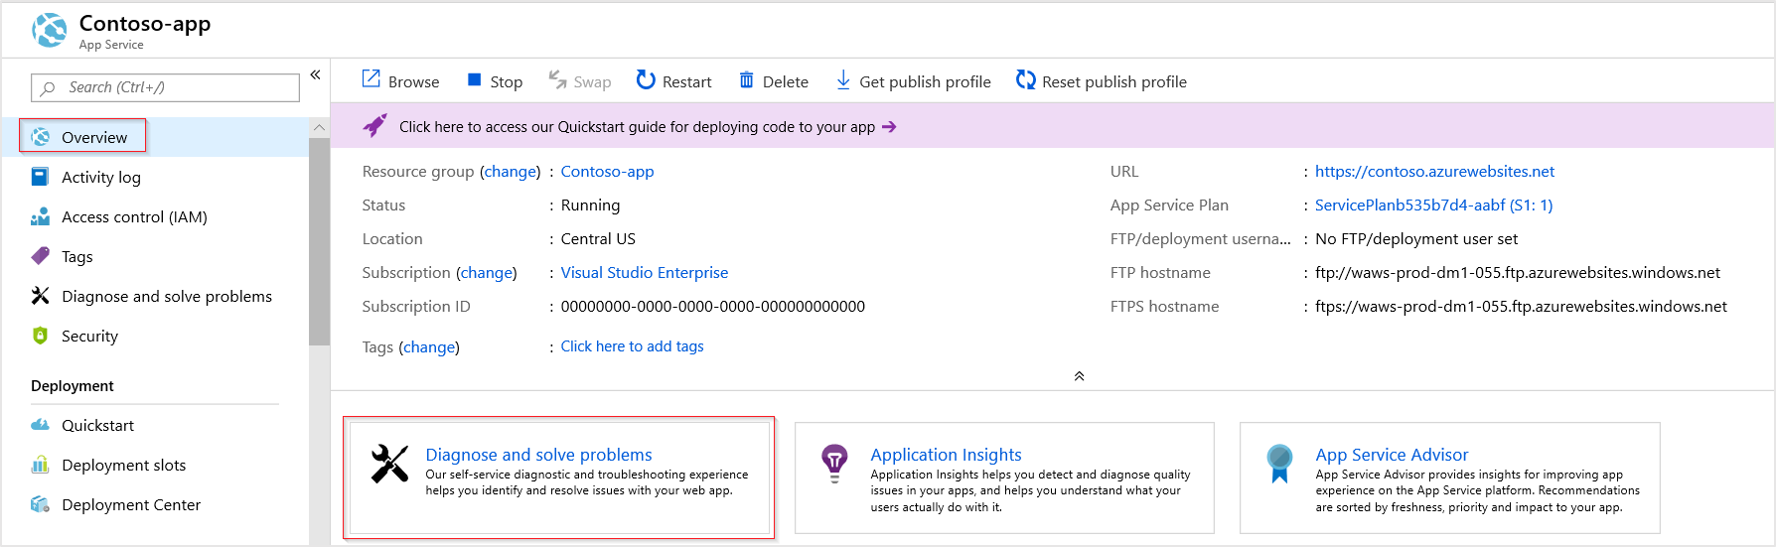 Contoso-app
App Service
Search (Ctrl+/)
«
Overview
Activity log
Access control (IAM)
Tags
Diagnose and solve problems
Security
Deployment
Quickstart
Deployment slots
Deployment Center
Browse Stop Swap Restart Delete Get publish profile Reset publish profile
Click here to access our Quickstart guide for deploying code to your app →
Resource group (change) : Contoso-app
Status : Running
Location : Central US
Subscription (change) : Visual Studio Enterprise
Subscription ID : 00000000-0000-0000-0000-000000000000
Tags (change) : Click here to add tags
URL : https://contoso.azurewebsites.net
App Service Plan : ServicePlanb535b7d4-aabf (S1: 1)
FTP/deployment userna... : No FTP/deployment user set
FTP hostname : ftp://waws-prod-dm1-055.ftp.azurewebsites.windows.net
FTPS hostname : ftps://waws-prod-dm1-055.ftp.azurewebsites.windows.net
Diagnose and solve problems
Our self-service diagnostic and troubleshooting experience
helps you identify and resolve issues with your web app.
Application Insights
Application Insights helps you detect and diagnose quality
issues in your apps, and helps you understand what your
users actually do with it.
App Service Advisor
App Service Advisor provides insights for improving app
experience on the App Service platform. Recommendations
are sorted by freshness, priority and impact to your app.